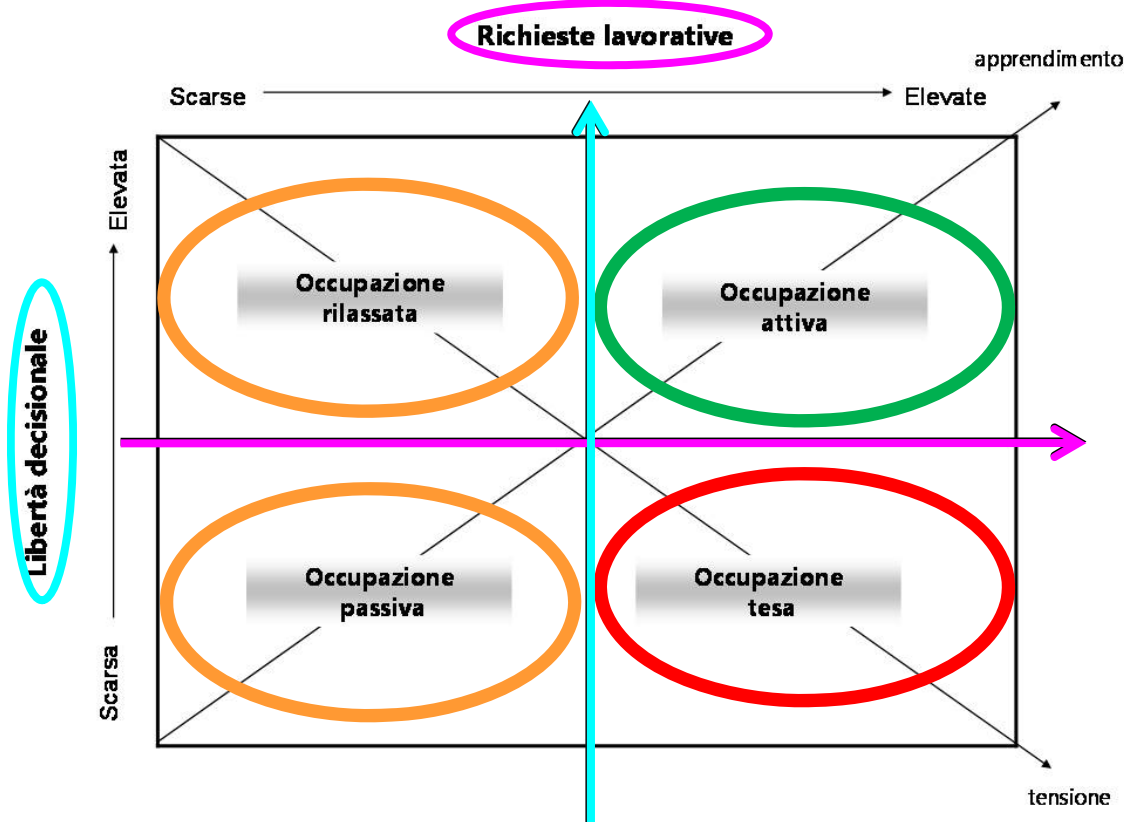 Richieste lavorative
apprendimento
Scarse
Elevate
Elevata
Libertà decisionale
Scarsa
Occupazione
rilassata
Occupazione
attiva
Occupazione
passiva
Occupazione
tesa
tensione